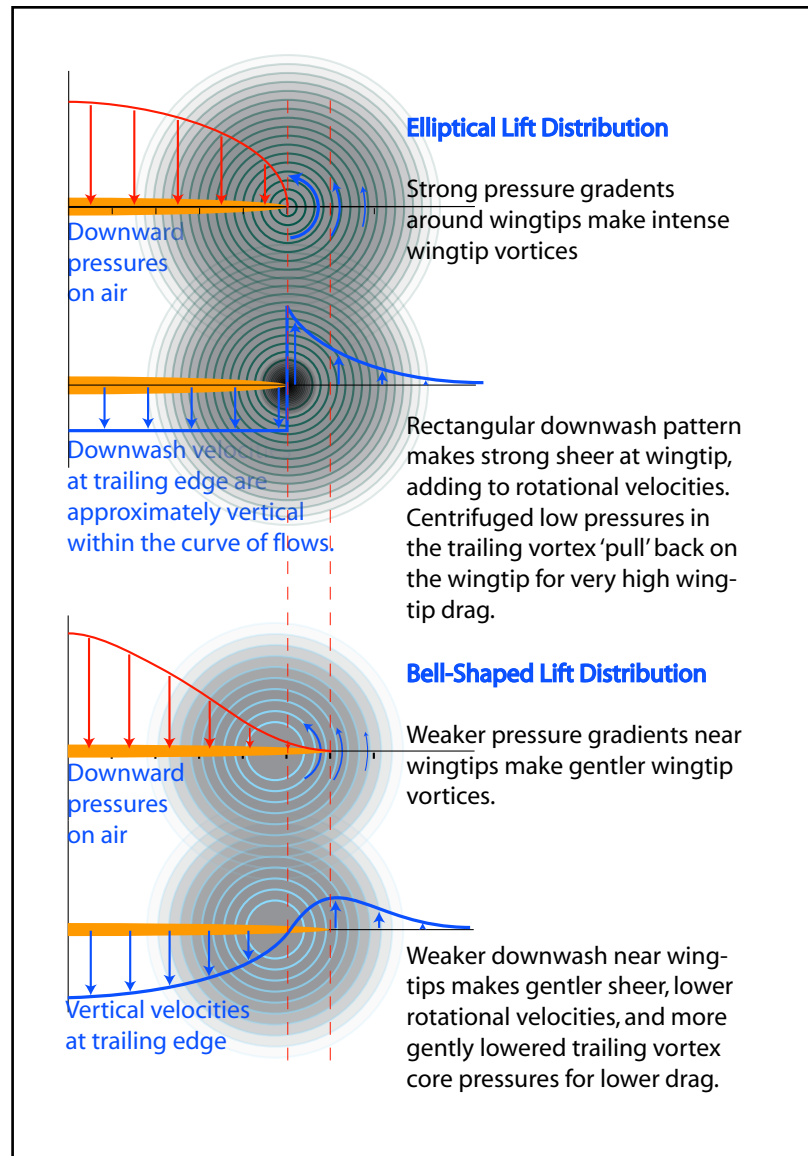 Elliptical Lift Distribution
Strong pressure gradents
around wingtips make intense
wingtip vortices
Downward
pressures
on air
Rectangular downwash pattern
makes strong sheer at wingtip,
adding to rotational velocities.
Centrifuged low pressures in
the trailing vortex ‘pull’ back on
the wingtip for very high wing-
tip drag.
Downwash veloci
at trailing edge are
approximately vertical
within the curve of flows.
Bell-Shaped Lift Distribution
Weaker pressure gradients near
wingtips make gentler wingtip
vortices.
Downward
pressures
on air
Weaker downwash near wing-
tips makes gentler sheer, lower
rotational velocities, and more
gently lowered trailing vortex
core pressures for lower drag.
Vertical velocities
at trailing edge